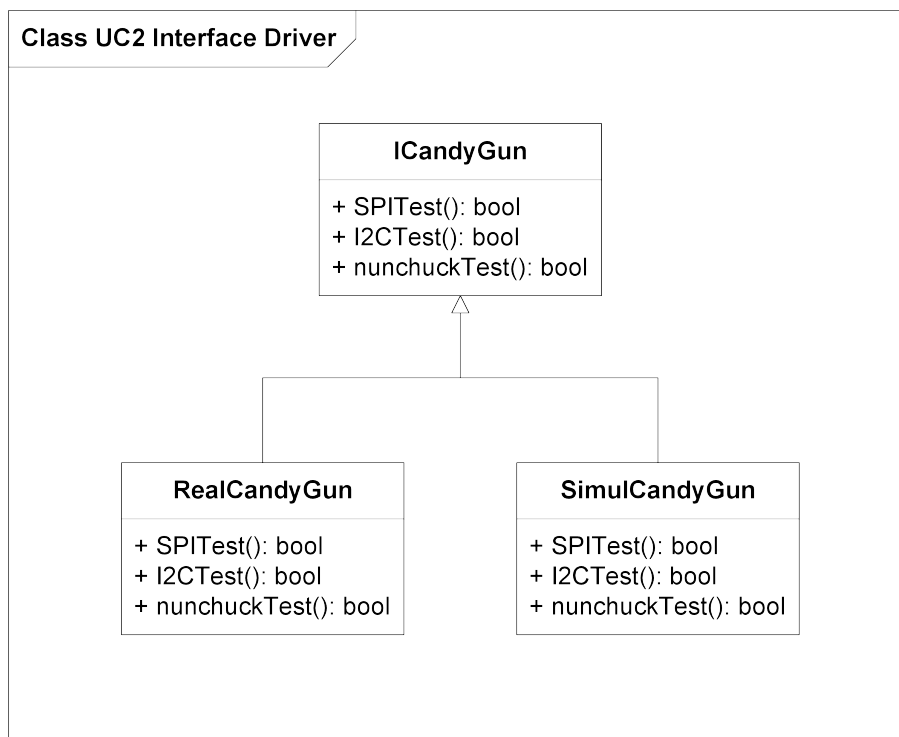 Class UC2 Interface Driver
ICandyGun
+ SPITest(): bool
+ I2CTest(): bool
+ nunchuckTest(): bool
RealCandyGun
+ SPITest(): bool
+ I2CTest(): bool
+ nunchuckTest(): bool
SimulCandyGun
+ SPITest(): bool
+ I2CTest(): bool
+ nunchuckTest(): bool